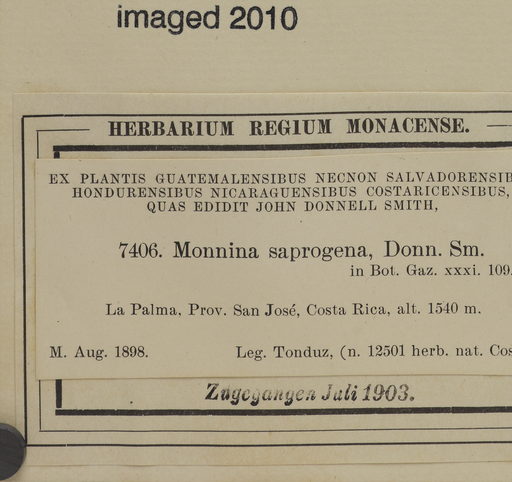 imaged 2010
HERBARIUM REGIUM MONACENSE.
EX PLANTIS GUATEMALENSIBUS NECNON SALVADORENSIB
HONDURENSIBUS NICARAGUENSIBUS COSTARICENSIBUS,
QUAS EDIDIT JOHN DONNELL SMITH,
7406. Monnina saprogena, Donn. Sm.
in Bot. Gaz. xxxi. 109.
La Palma, Prov. San José, Costa Rica, alt. 1540 m.
M. Aug. 1898. Leg. Tonduz, (n. 12501 herb. nat. Cos
Zugegangen Juli 1903.